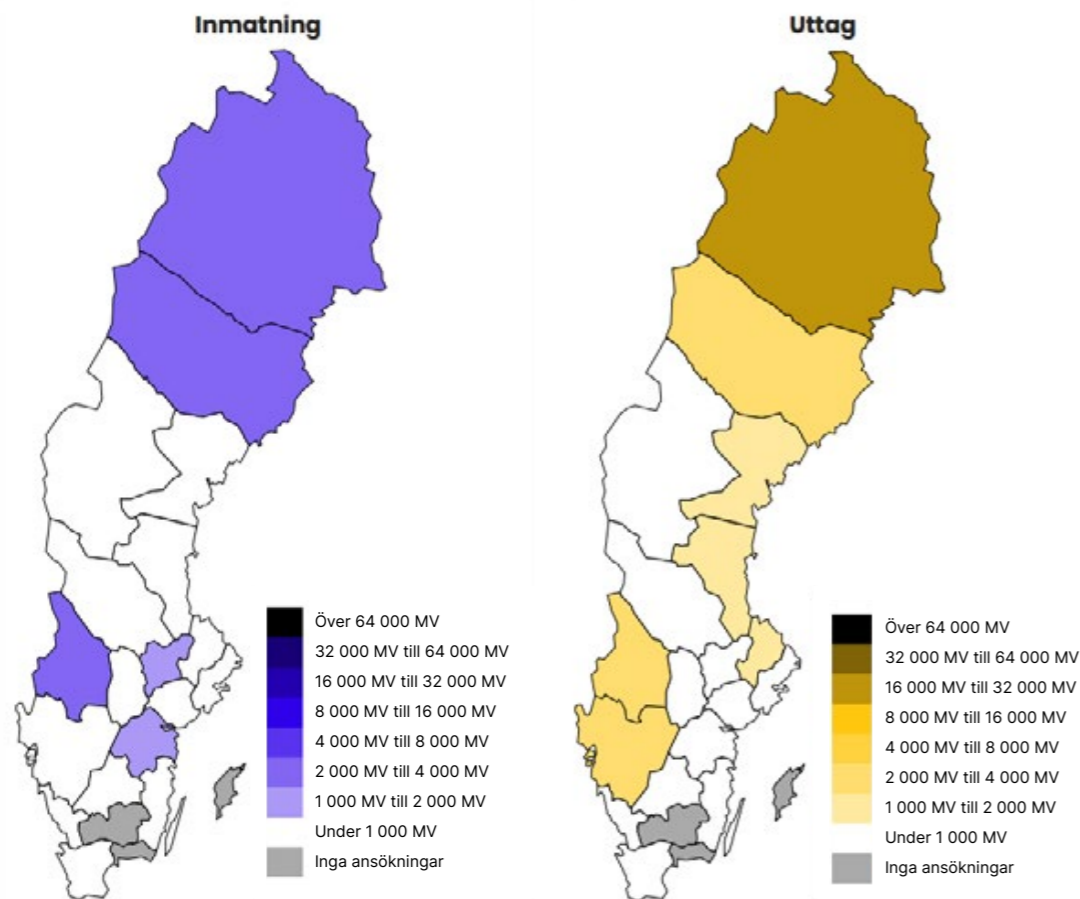 Inmatning
Över 64 000 MV
32 000 MV till 64 000 MV
16 000 MV till 32 000 MV
8 000 MV till 16 000 MV
4 000 MV till 8 000 MV
2 000 MV till 4 000 MV
1 000 MV till 2 000 MV
Under 1 000 MV
Inga ansökningar
Uttag
Över 64 000 MV
32 000 MV till 64 000 MV
16 000 MV till 32 000 MV
8 000 MV till 16 000 MV
4 000 MV till 8 000 MV
2 000 MV till 4 000 MV
1 000 MV till 2 000 MV
Under 1 000 MV
Inga ansökningar